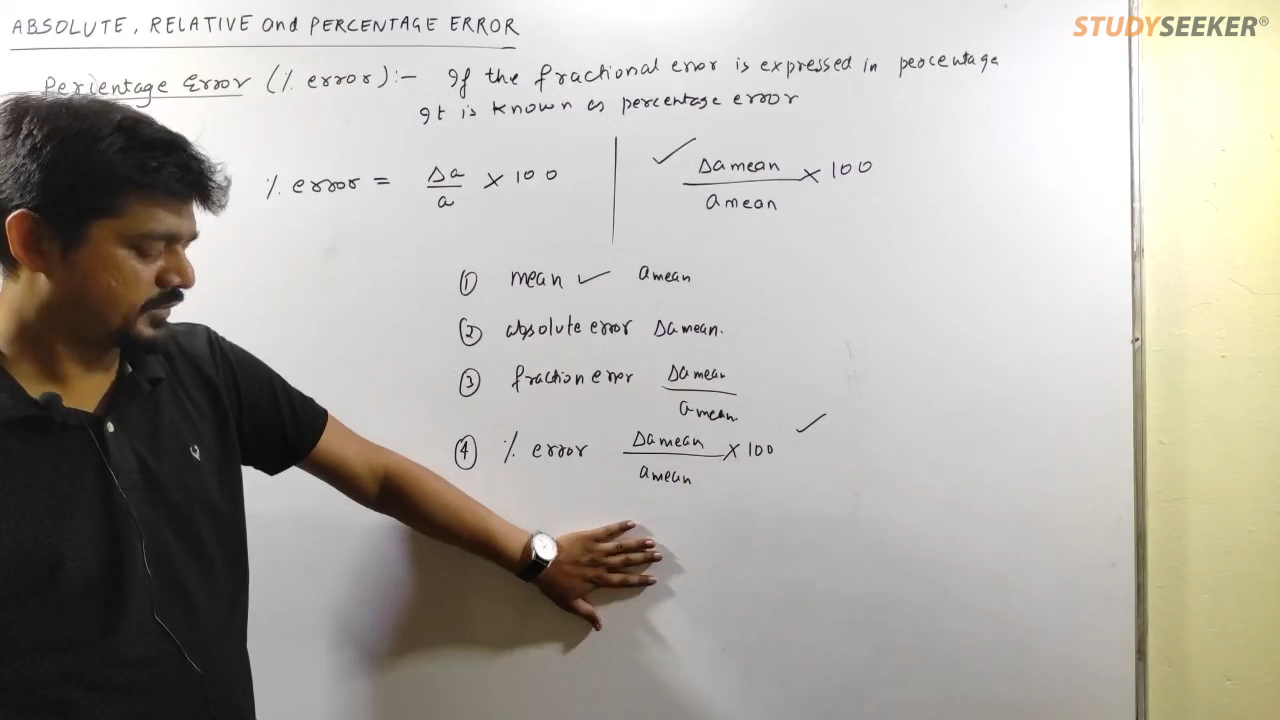 ABSOLUTE, RELATIVE and PERCENTAGE ERROR
STUDYSEEKER®
Percentage Error (% error) :- If the fractional error is expressed in peocentage
It is known as percentage error
% error = Δa/a × 100 | ✓ Δamean/amean × 100
① mean ✓ amean
② absolute error Δamean.
③ fraction error Δamean/amean
④ % error Δamean/amean × 100 ✓